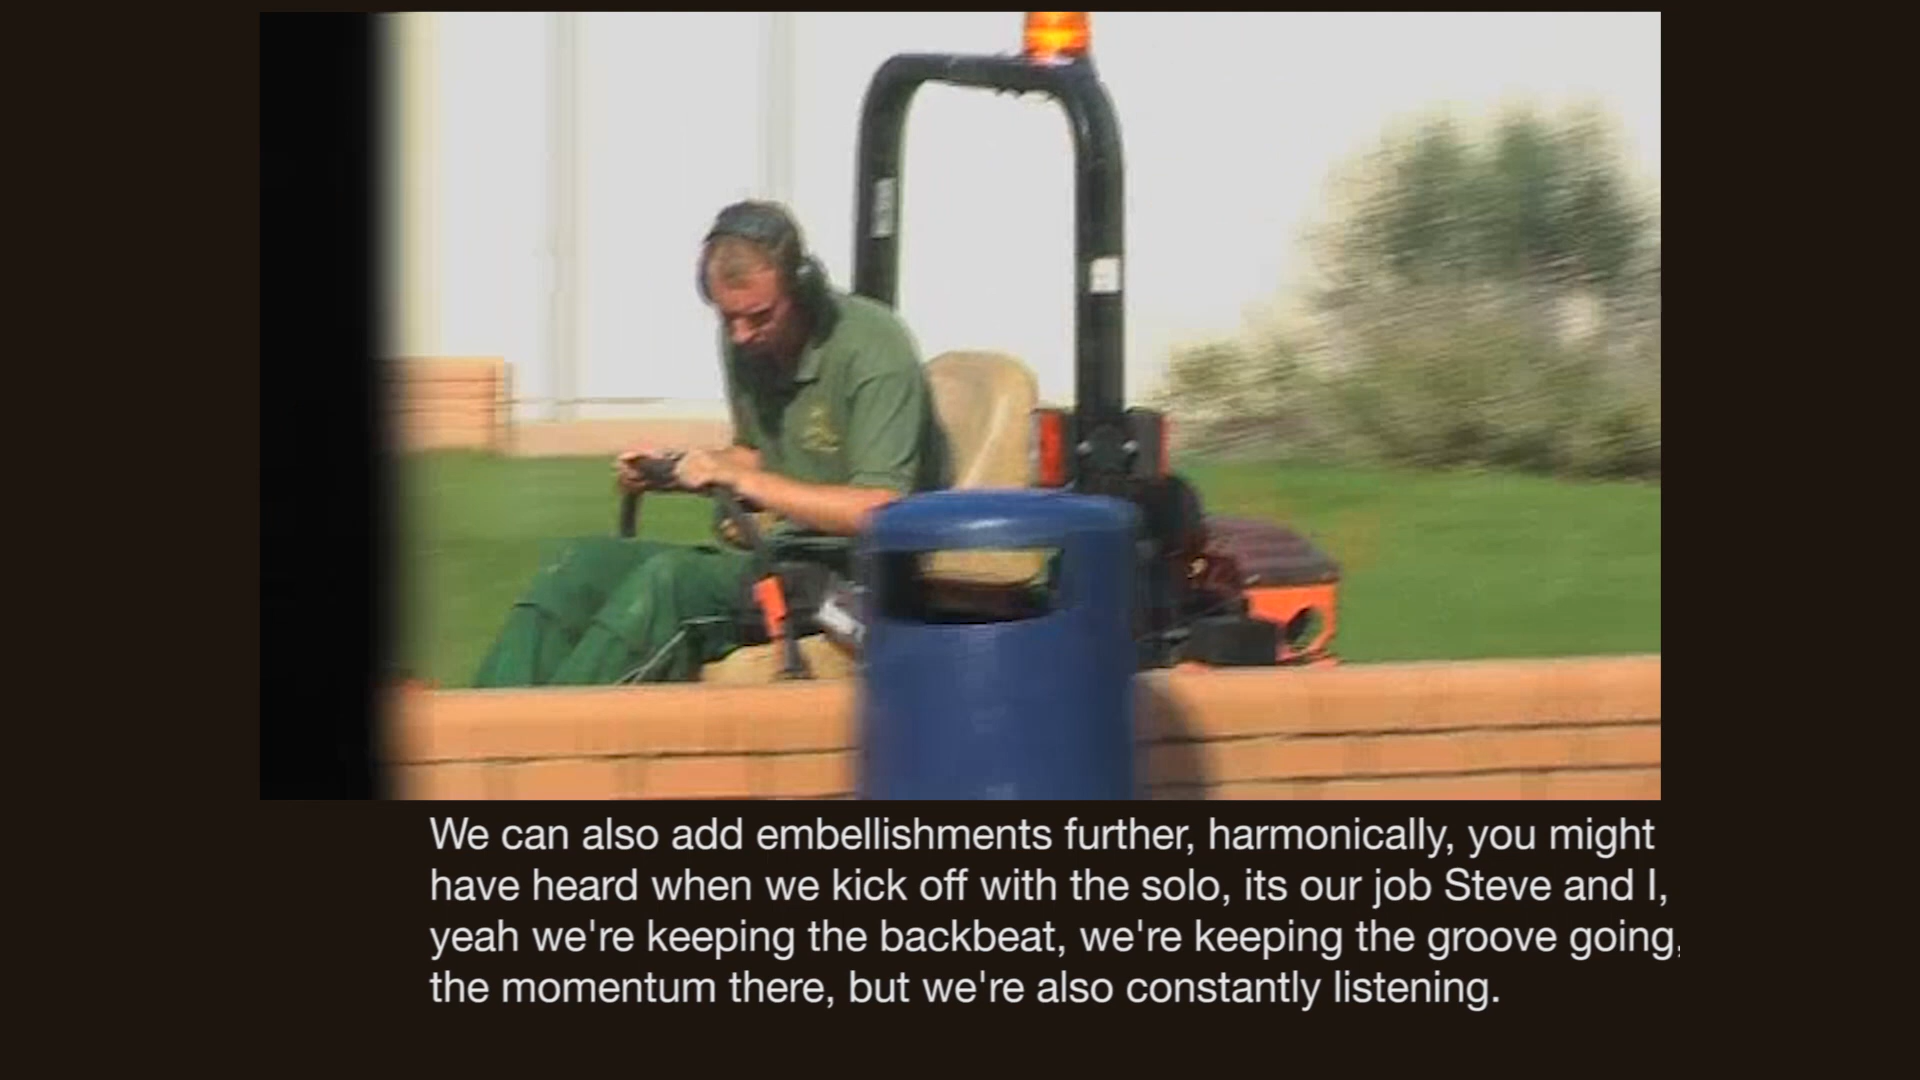 We can also add embellishments further, harmonically, you might
have heard when we kick off with the solo, its our job Steve and I,
yeah we're keeping the backbeat, we're keeping the groove going,
the momentum there, but we're also constantly listening.